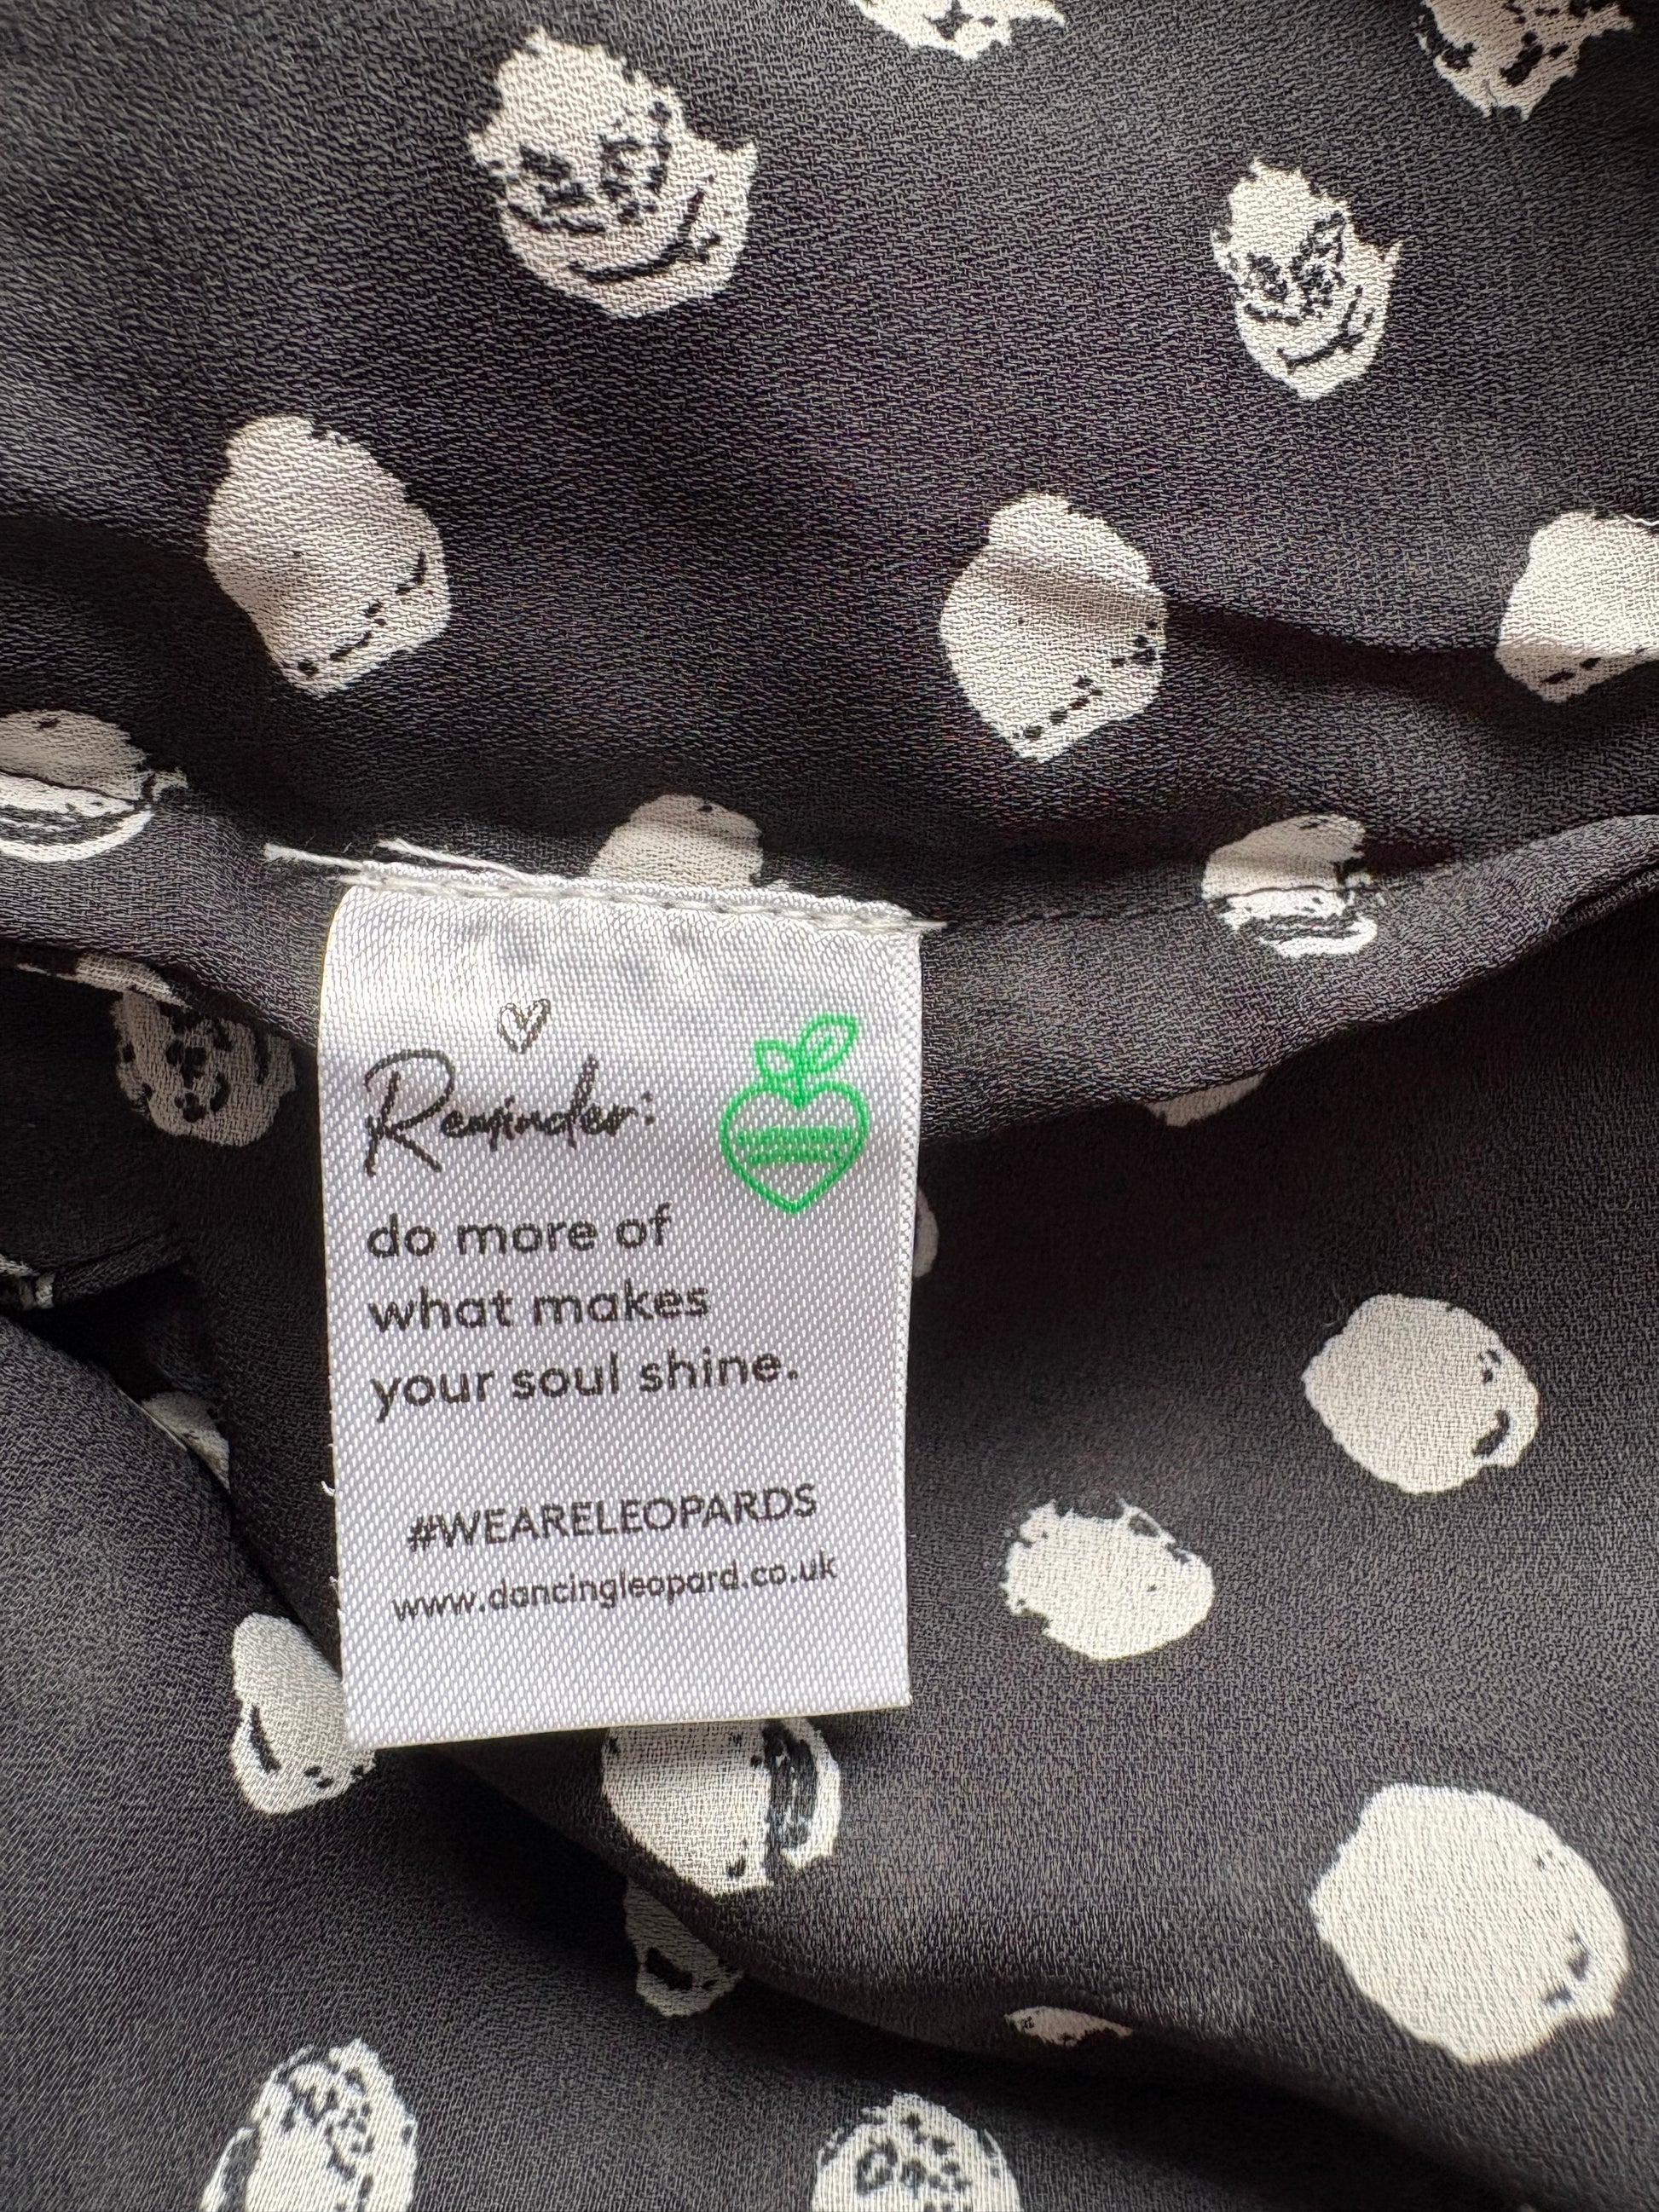 Reminder:
do more of
what makes
your soul shine.
#WEARELEOPARDS
www.dancingleopard.co.uk